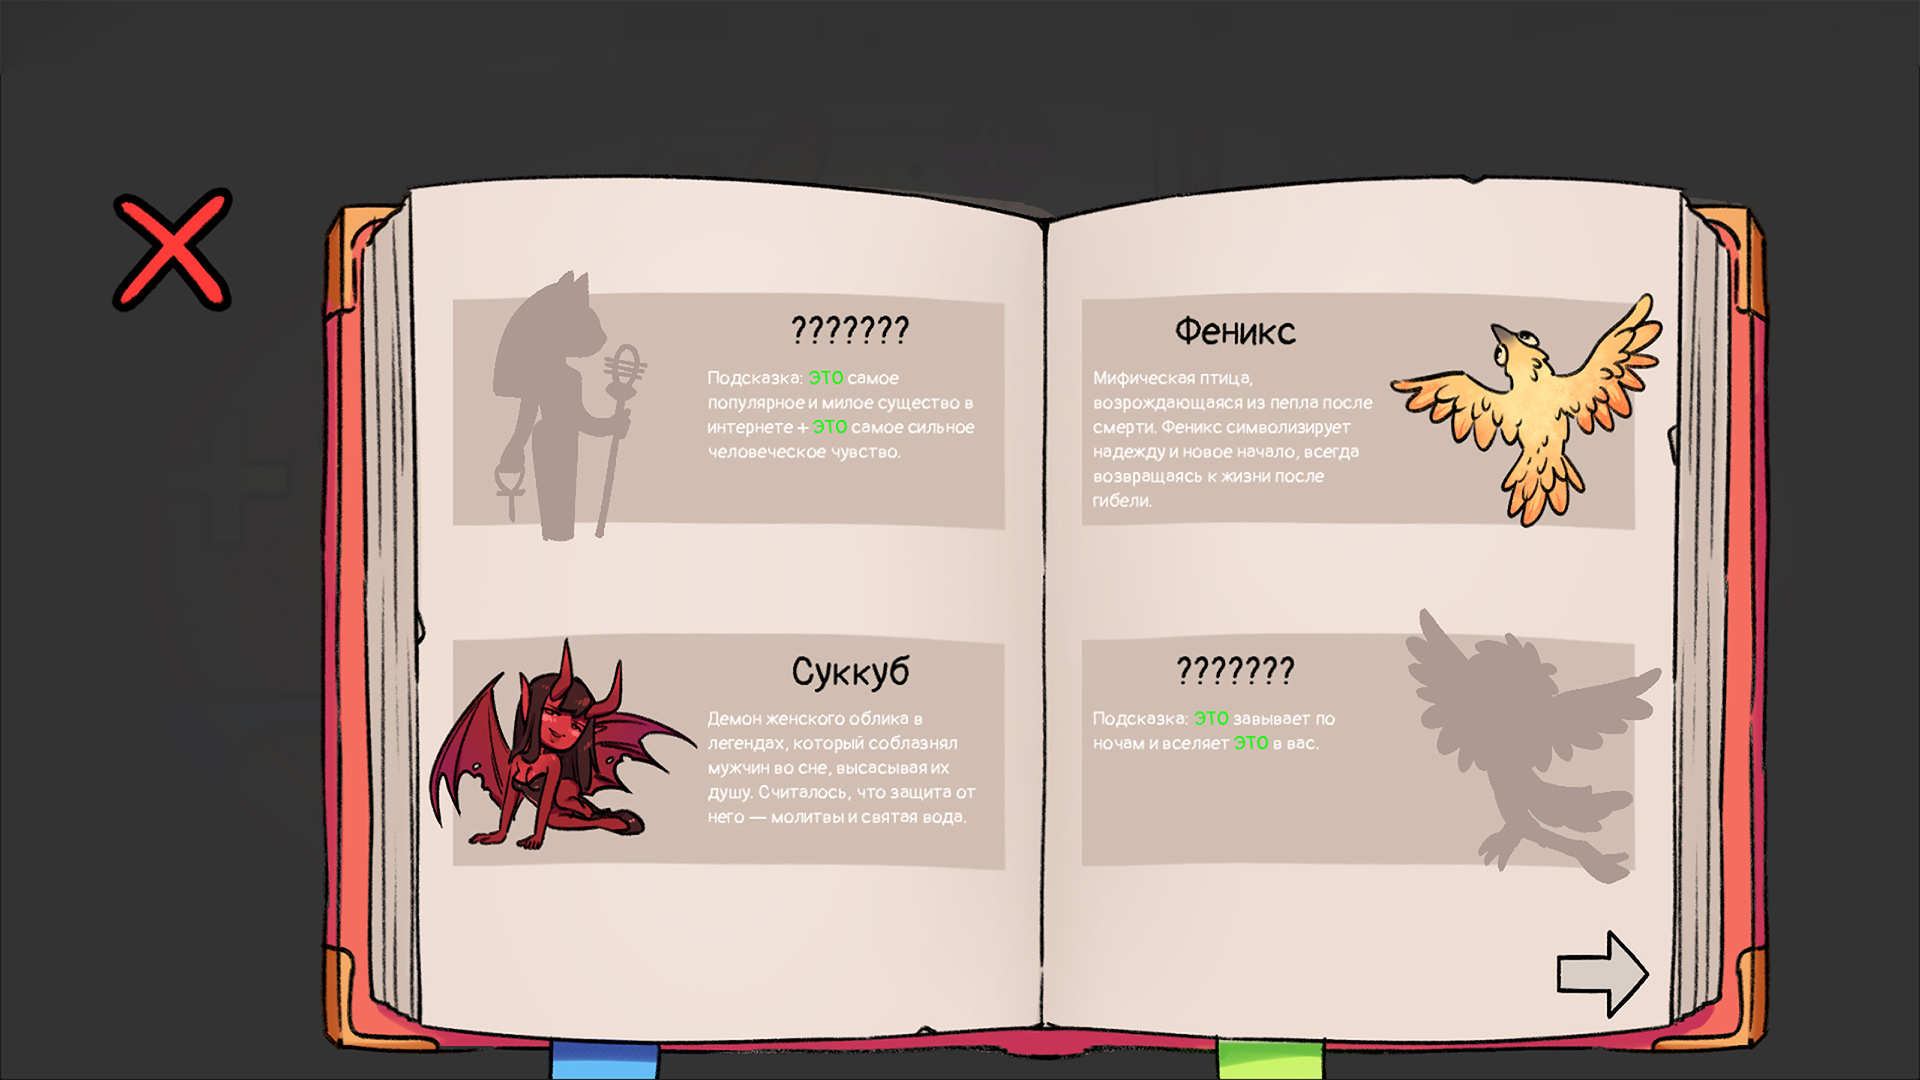 ???????
Подсказка: ЭТО самое
популярное и милое существо в
интернете + ЭТО самое сильное
человеческое чувство.
Суккуб
Демон женского облика в
легендах, который соблазнял
мужчин во сне, высасывая их
душу. Считалось, что защита от
него — молитвы и святая вода.
Феникс
Мифическая птица,
возрождающаяся из пепла после
смерти. Феникс символизирует
надежду и новое начало, всегда
возвращаясь к жизни после
гибели.
???????
Подсказка: ЭТО завывает по
ночам и вселяет ЭТО в вас.